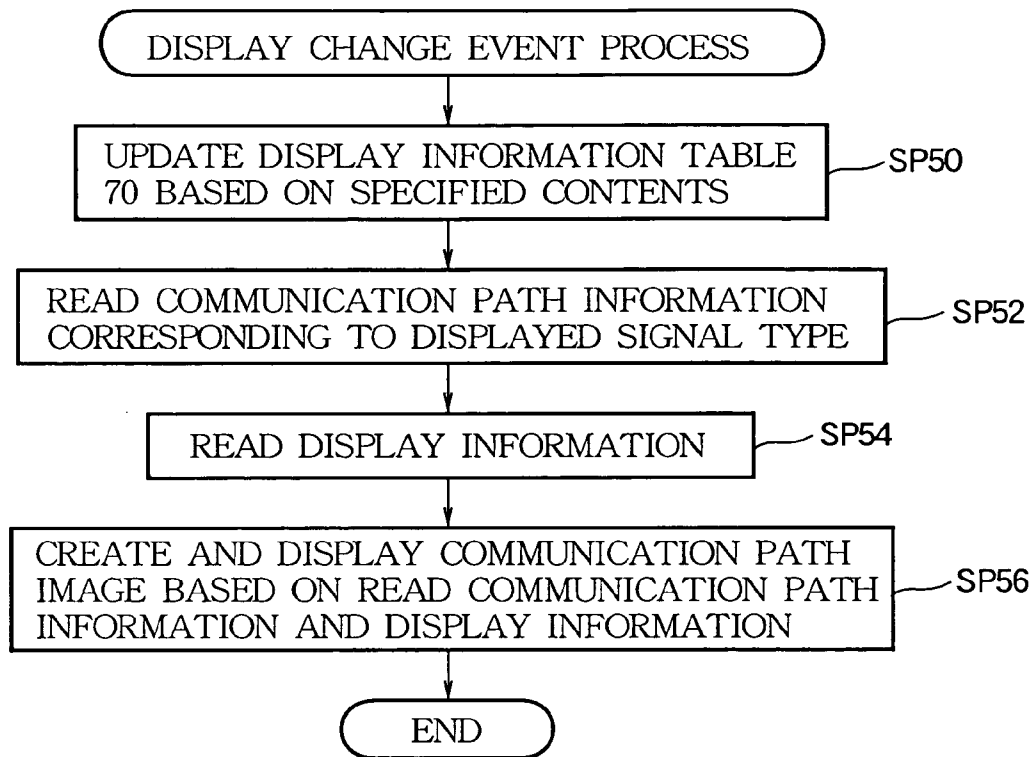 DISPLAY CHANGE EVENT PROCESS
UPDATE DISPLAY INFORMATION TABLE
70 BASED ON SPECIFIED CONTENTS
SP50
READ COMMUNICATION PATH INFORMATION
CORRESPONDING TO DISPLAYED SIGNAL TYPE
SP52
READ DISPLAY INFORMATION
SP54
CREATE AND DISPLAY COMMUNICATION PATH
IMAGE BASED ON READ COMMUNICATION PATH
INFORMATION AND DISPLAY INFORMATION
SP56
END